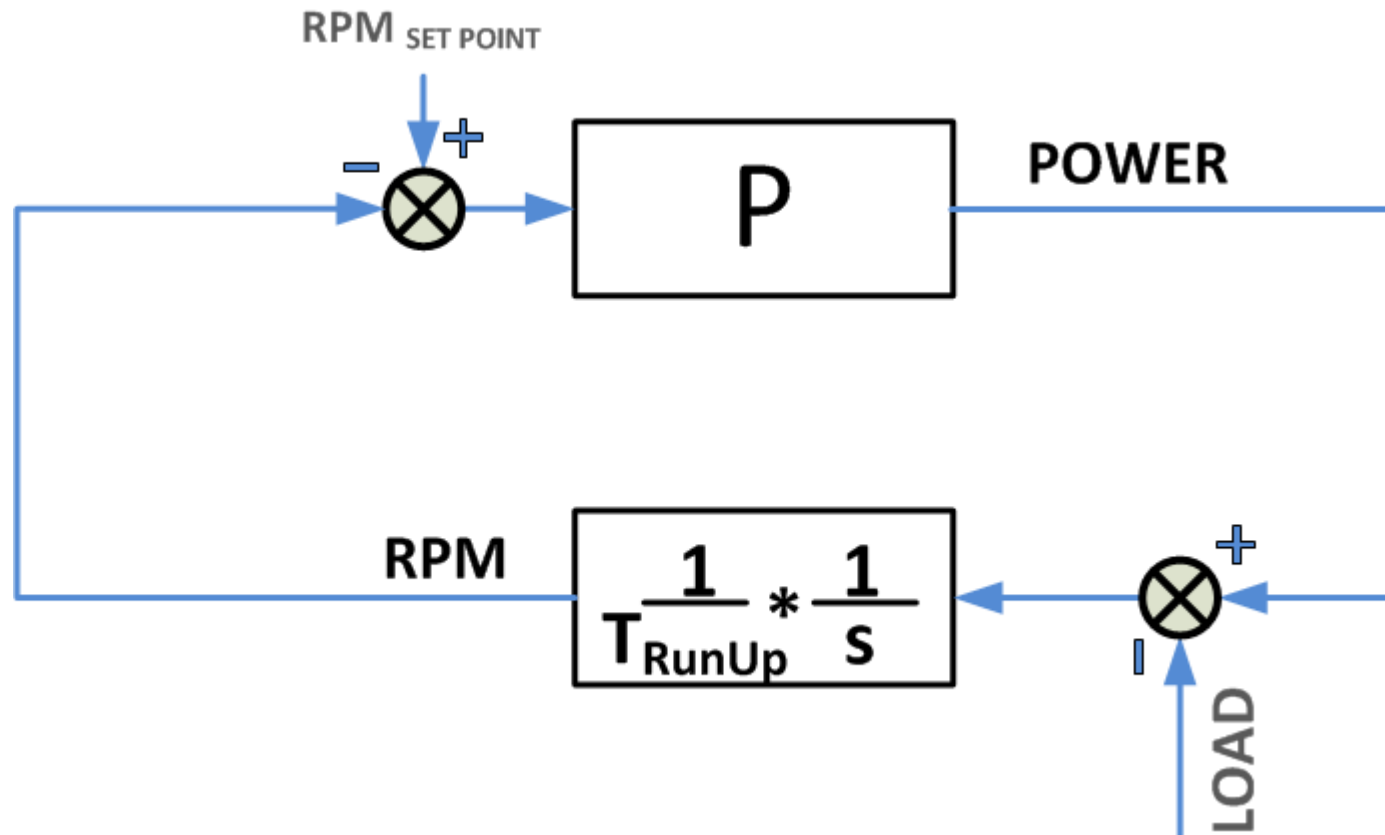 RPM SET POINT
− +
P
POWER
RPM
1 1
T RunUp * s
+
−
LOAD